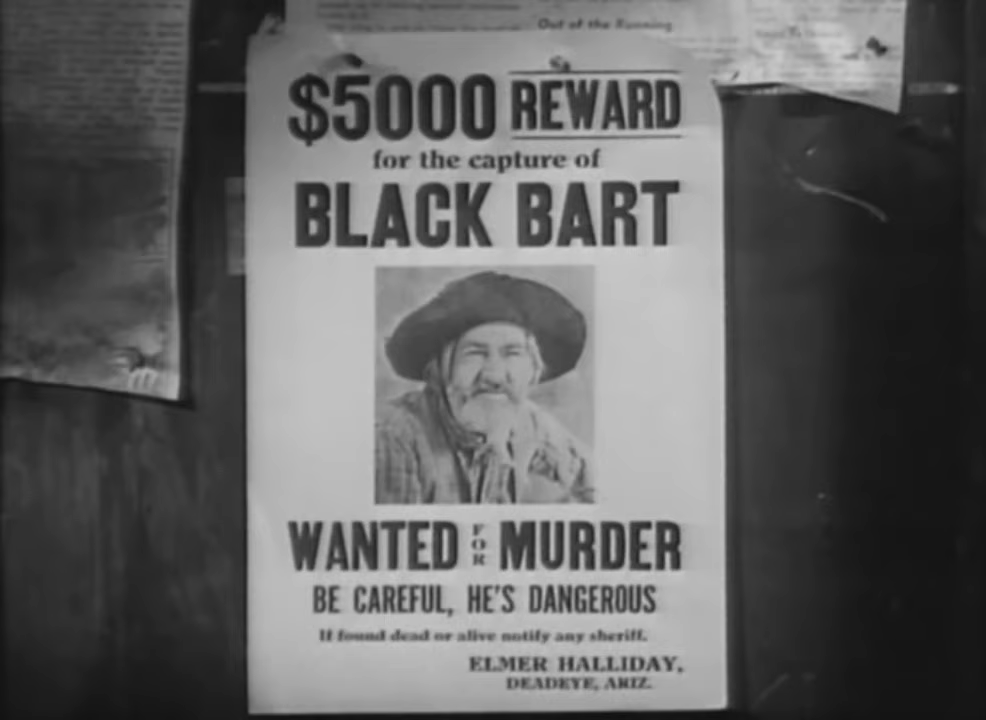 Out of the Running
$5000 REWARD
for the capture of
BLACK BART
WANTED FOR MURDER
BE CAREFUL, HE'S DANGEROUS
If found dead or alive notify any sheriff.
ELMER HALLIDAY,
DEADEYE, ARIZ.